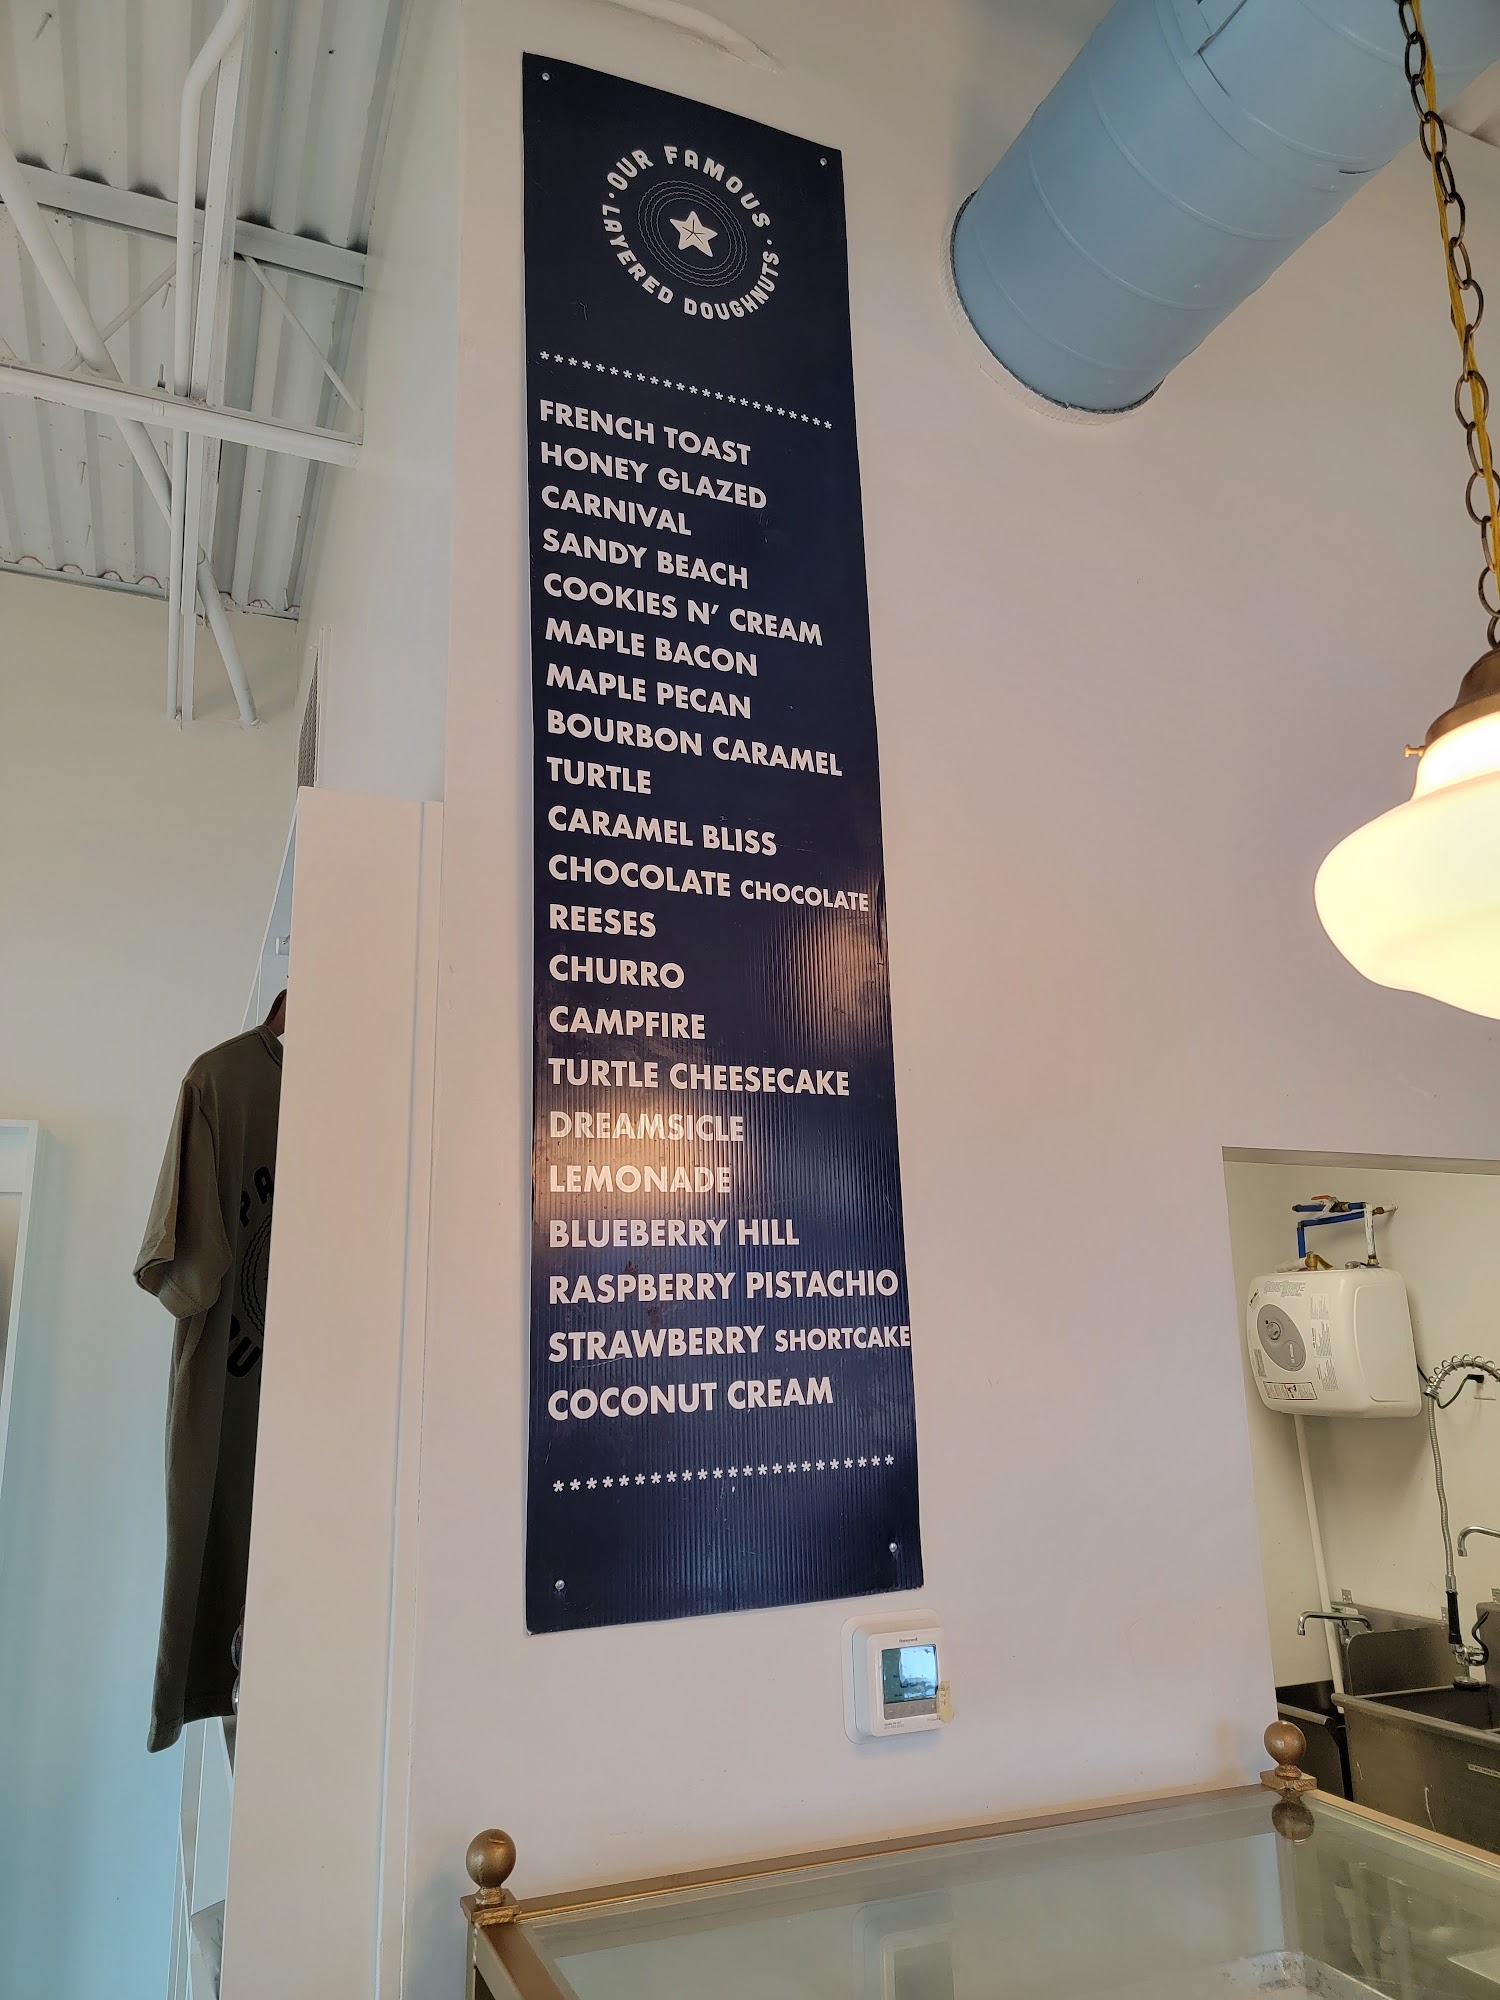 OUR FAMOUS
LAYERED DOUGHNUTS
**********************
FRENCH TOAST
HONEY GLAZED
CARNIVAL
SANDY BEACH
COOKIES N' CREAM
MAPLE BACON
MAPLE PECAN
BOURBON CARAMEL
TURTLE
CARAMEL BLISS
CHOCOLATE CHOCOLATE
REESES
CHURRO
CAMPFIRE
TURTLE CHEESECAKE
DREAMSICLE
LEMONADE
BLUEBERRY HILL
RASPBERRY PISTACHIO
STRAWBERRY SHORTCAKE
COCONUT CREAM
**********************
Honeywell